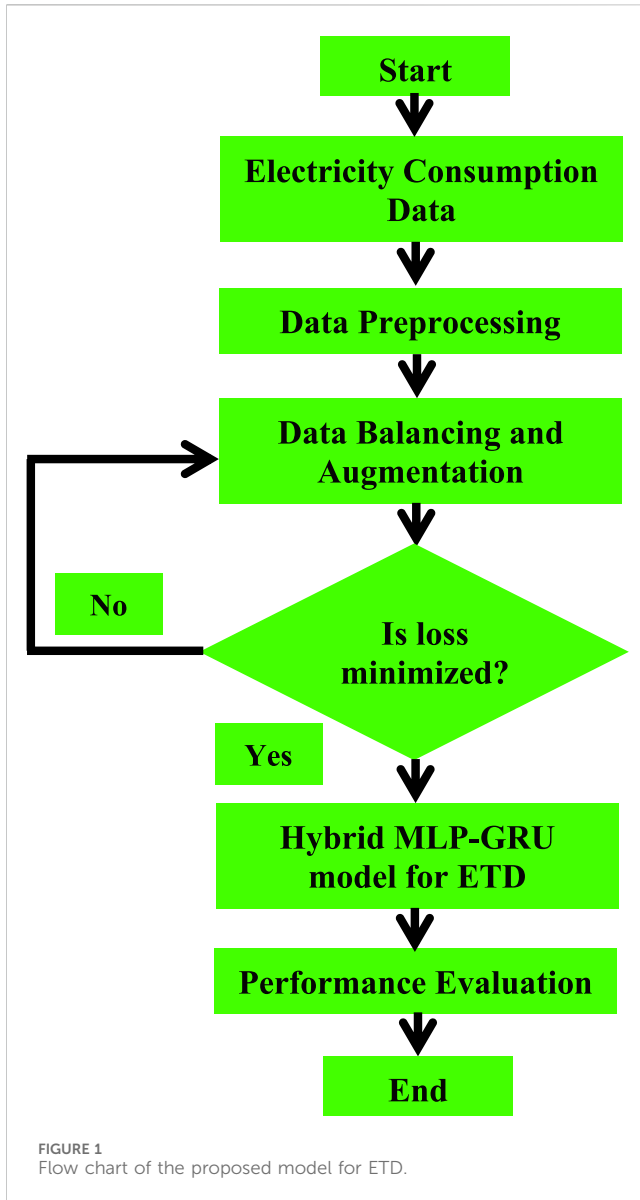 Start
Electricity Consumption
Data
Data Preprocessing
Data Balancing and
Augmentation
No
Is loss
minimized?
Yes
Hybrid MLP-GRU
model for ETD
Performance Evaluation
End
FIGURE 1
Flow chart of the proposed model for ETD.